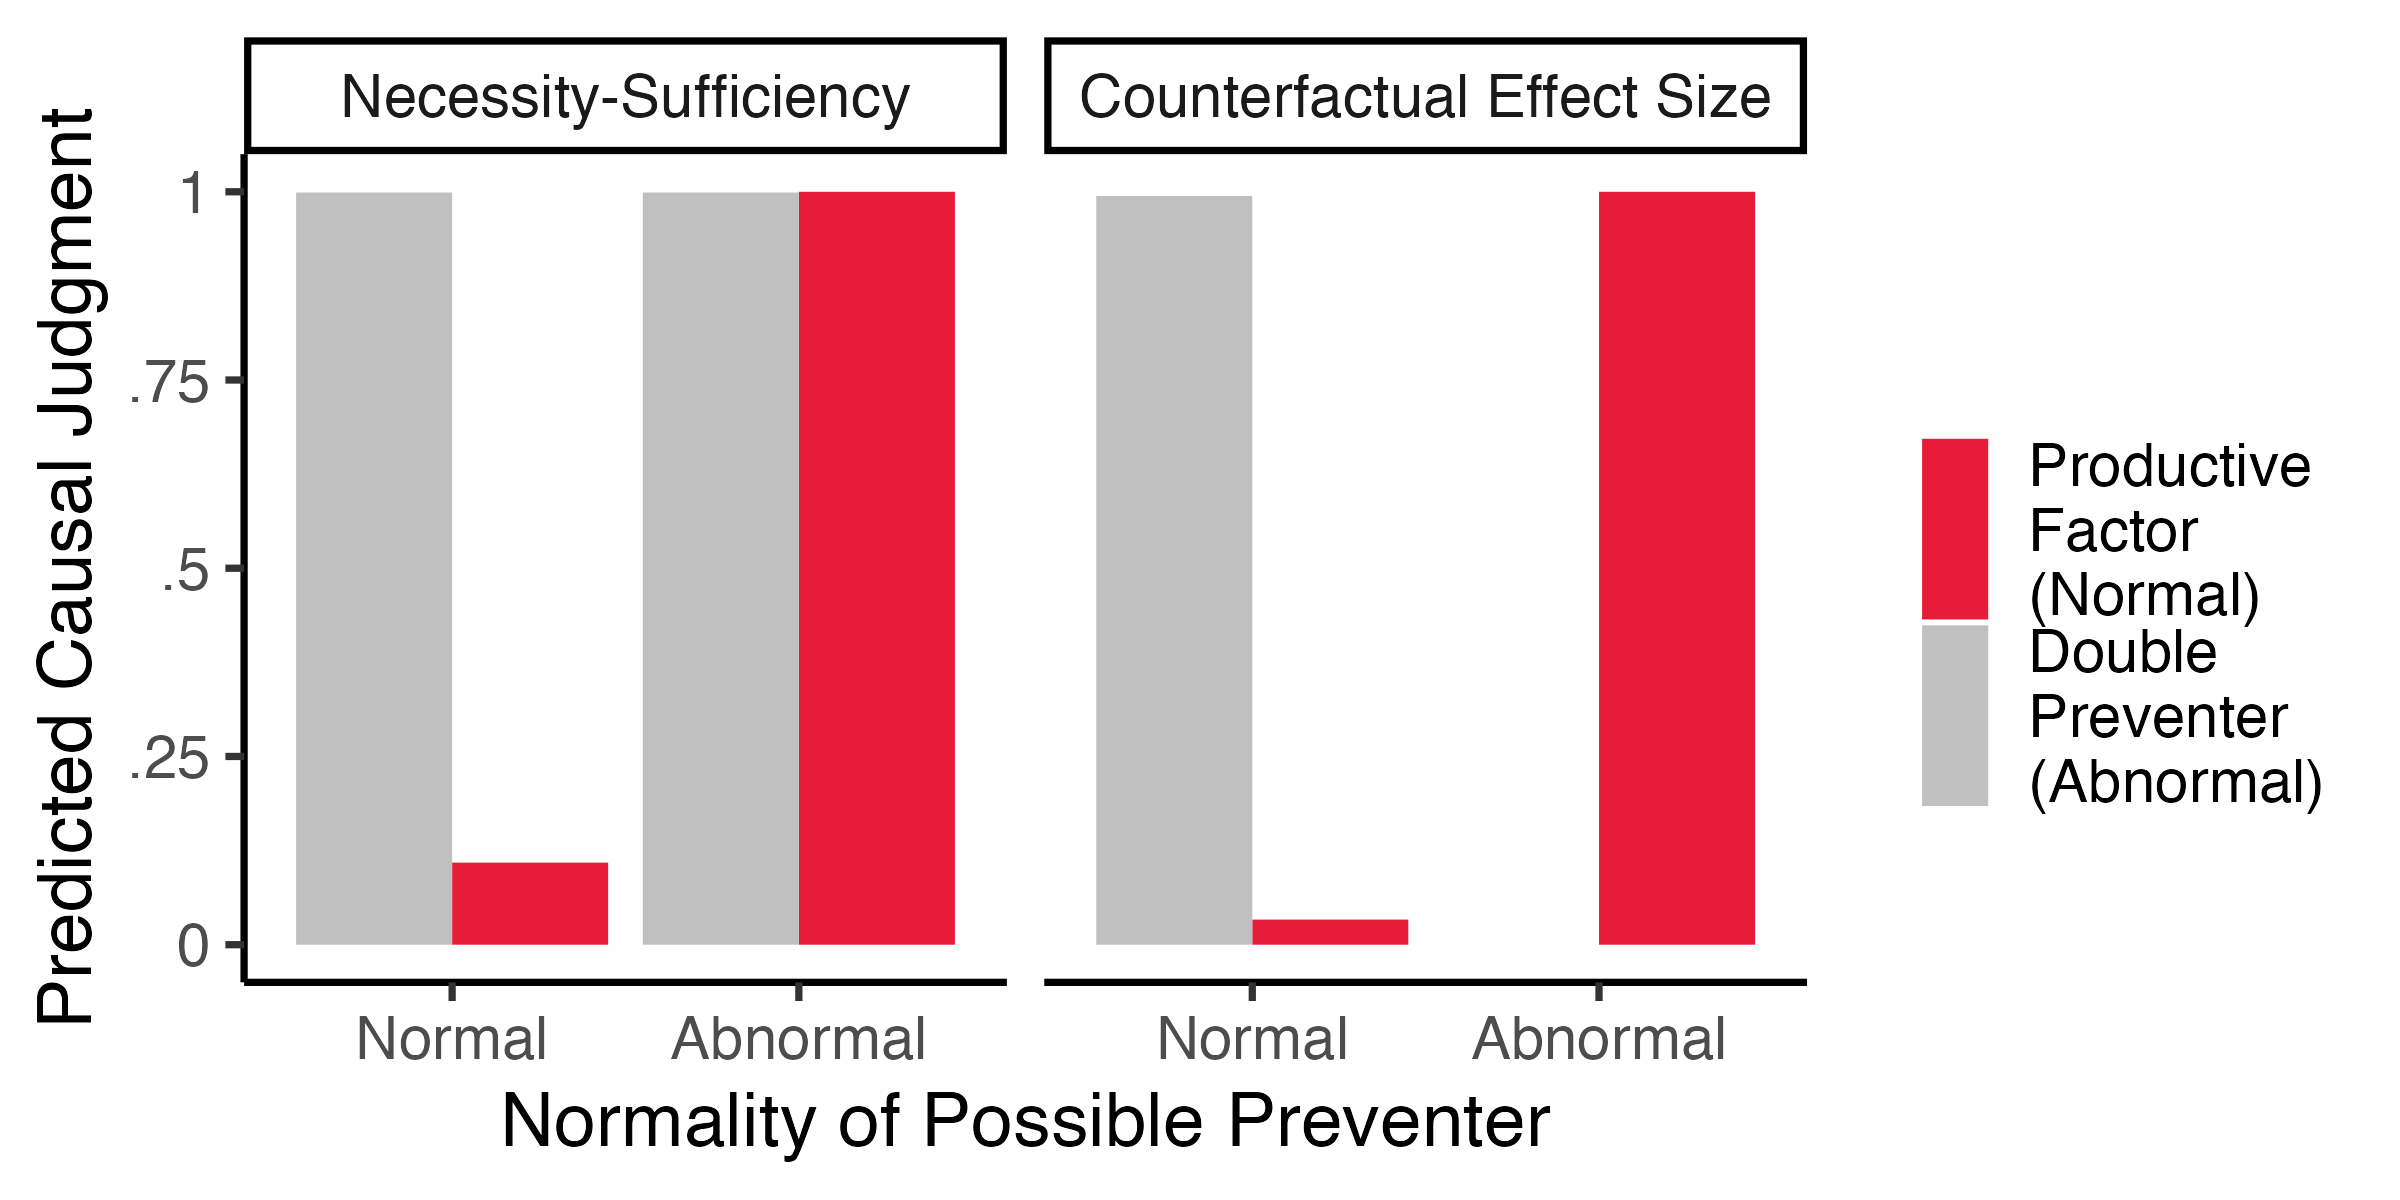 Necessity-Sufficiency
Counterfactual Effect Size
Predicted Causal Judgment
1
.75
.5
.25
0
Normal
Abnormal
Normal
Abnormal
Normality of Possible Preventer
Productive
Factor
(Normal)
Double
Preventer
(Abnormal)